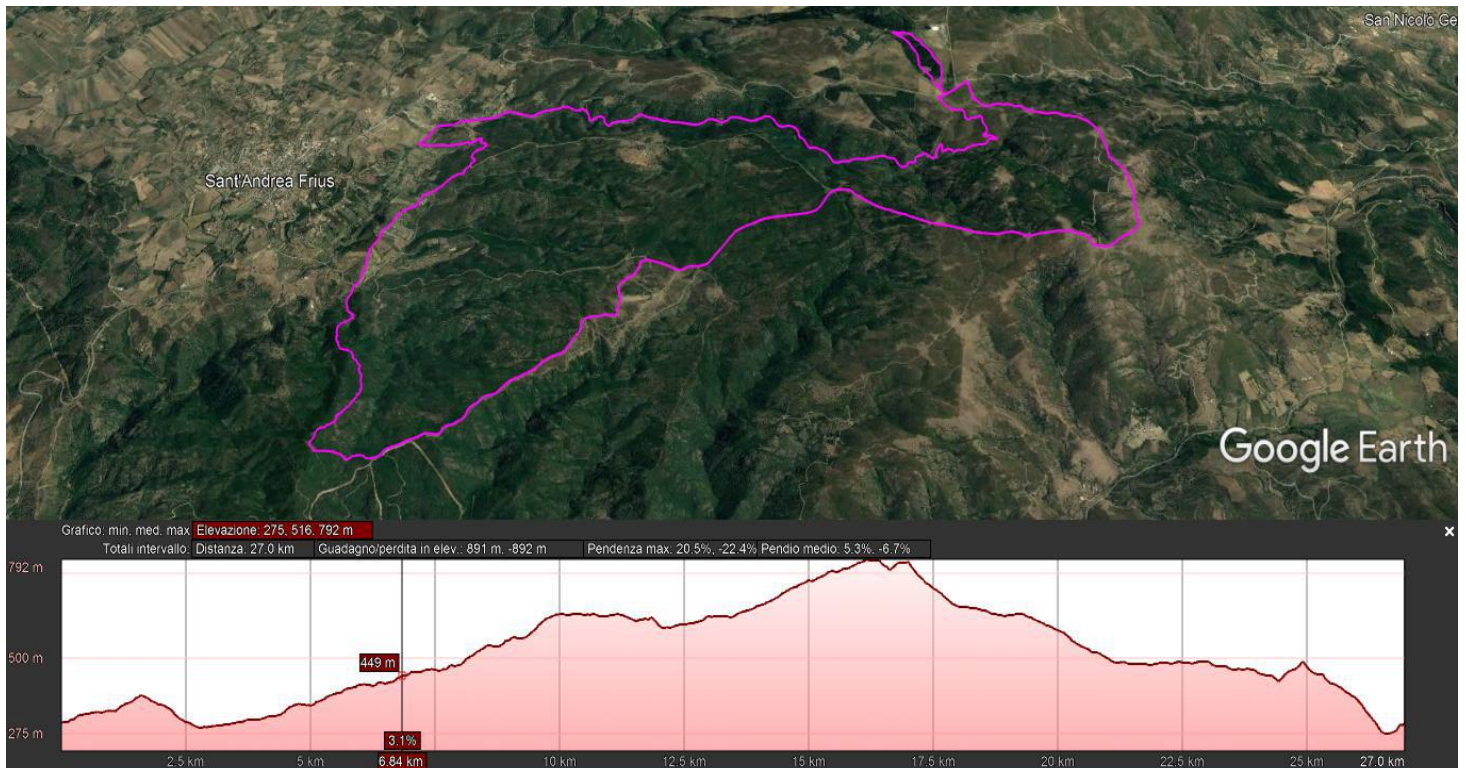 San Nicolo Ge
Sant'Andrea Frius
Google Earth
Grafico: min. med. max Elevazione: 275, 516, 792 m
Totali intervallo: Distanza: 27.0 km Guadagno/perdita in elev.: 891 m. -892 m Pendenza max: 20.5%, -22.4% Pendio medio: 5.3%. -6.7%
792 m
500 m
449 m
275 m
3.1%
2.5 km 5 km 6.84 km 10 km 12.5 km 15 km 17.5 km 20 km 22.5 km 25 km 27.0 km